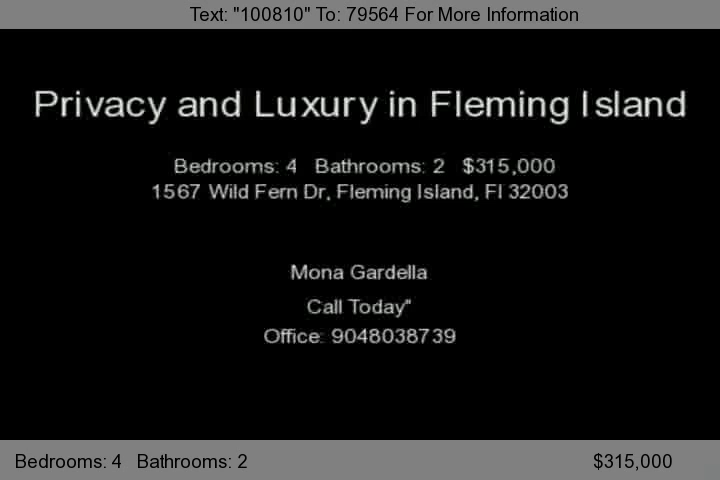 Text: "100810" To: 79564 For More Information
Privacy and Luxury in Fleming Island
Bedrooms: 4 Bathrooms: 2 $315,000
1567 Wild Fern Dr, Fleming Island, Fl 32003
Mona Gardella
Call Today"
Office: 9048038739
Bedrooms: 4 Bathrooms: 2 $315,000